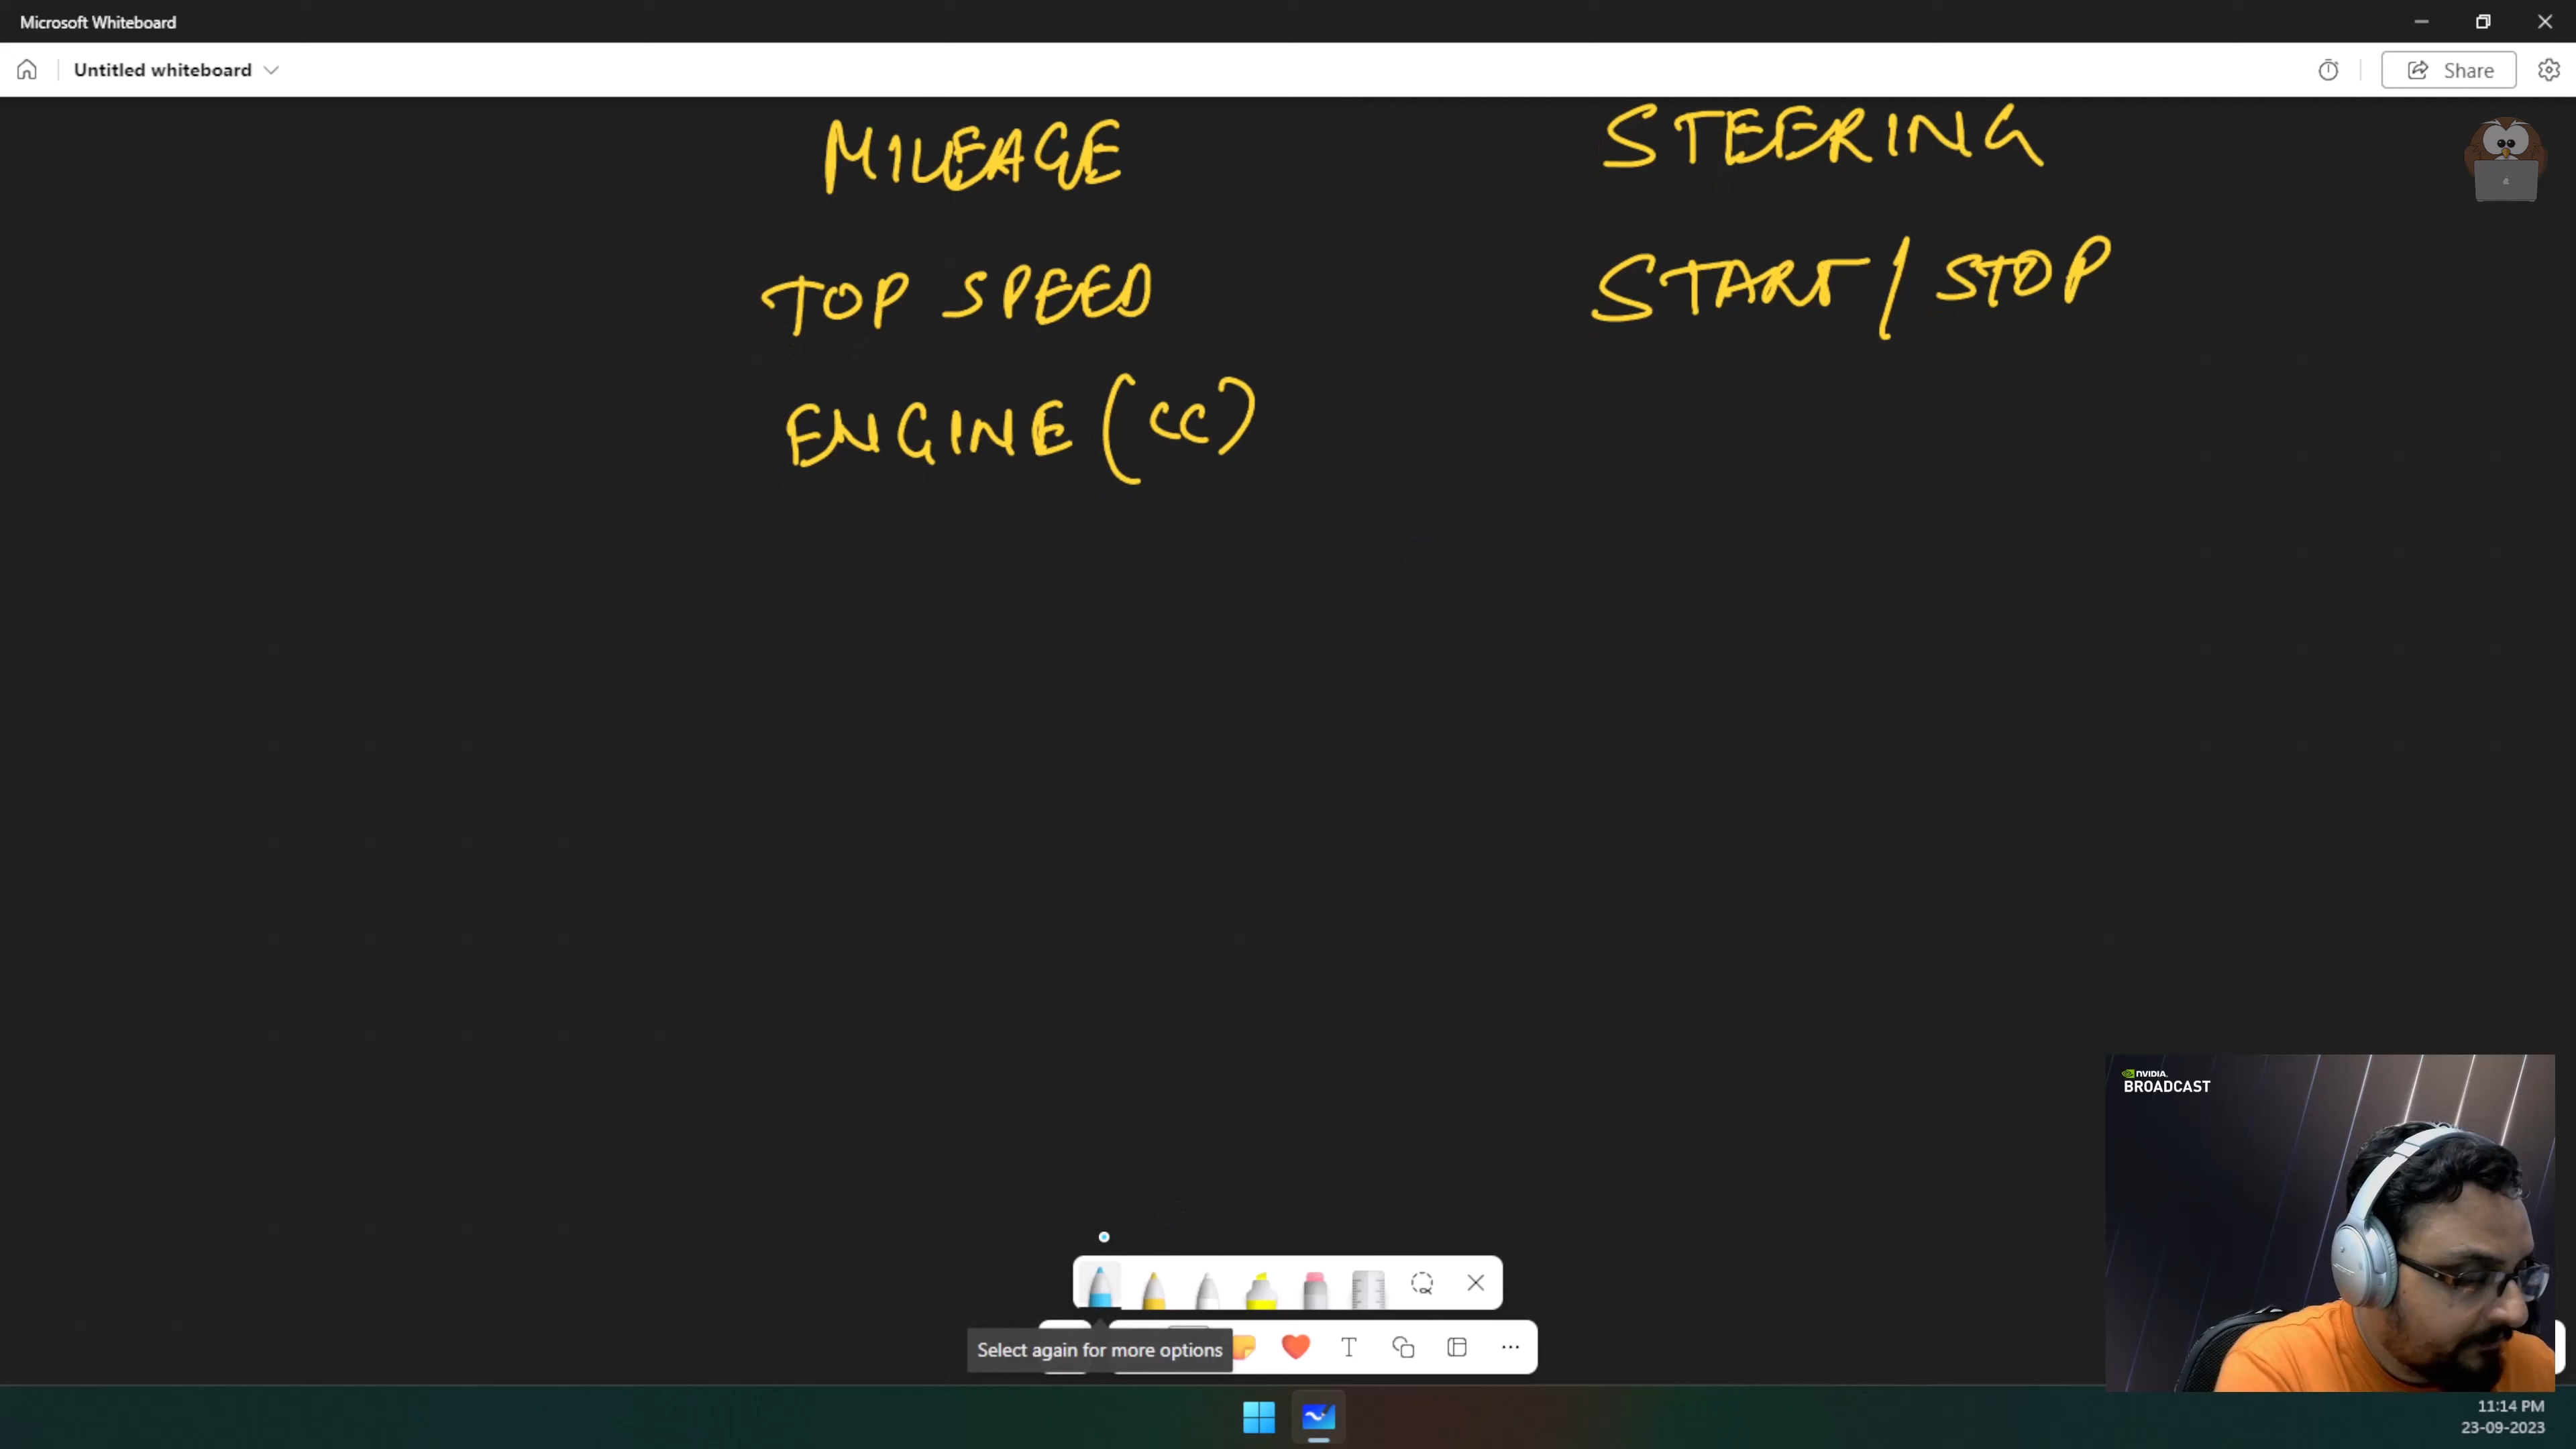 Microsoft Whiteboard
Untitled whiteboard
Share
MILEAGE
STEERING
TOP SPEED
START/STOP
ENGINE (CC)
NVIDIA.
BROADCAST
Select again for more options
T
11:14 PM
23-09-2023